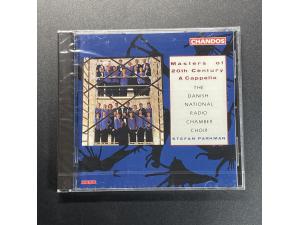 CHANDOS
Masters of
20th Century
A Cappella
THE
DANISH
NATIONAL
RADIO
CHAMBER
CHOIR
STEFAN PARKMAN